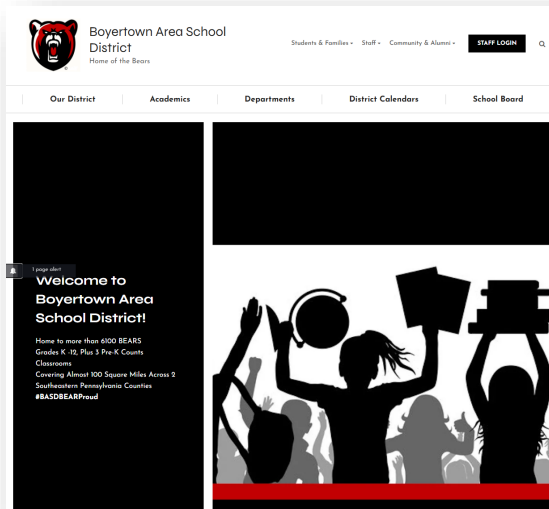 Boyertown Area School
District
Home of the Bears
Students & Families
Staff
Community & Alumni
STAFF LOGIN
Our District
Academics
Departments
District Calendars
School Board
1 page alert
Welcome to
Boyertown Area
School District!
Home to more than 6100 BEARS
Grades K -12, Plus 3 Pre-K Counts
Classrooms
Covering Almost 100 Square Miles Across 2
Southeastern Pennsylvania Counties
#BASDBEARProud